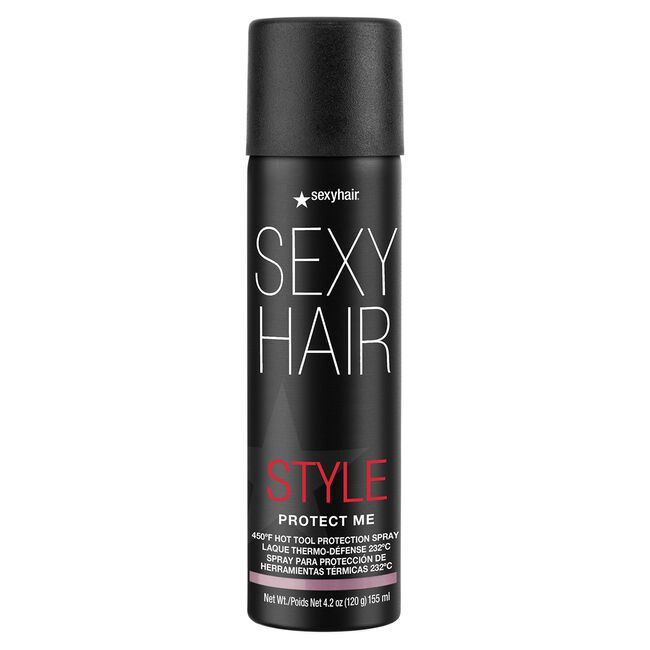 sexyhair.
SEXY
HAIR
STYLE
PROTECT ME
450°F HOT TOOL PROTECTION SPRAY
LAQUE THERMO-DÉFENSE 232°C
SPRAY PARA PROTECCIÓN DE
HERRAMIENTAS TÉRMICAS 232°C
Net Wt./Poids Net 4.2 oz (120 g) 155 ml